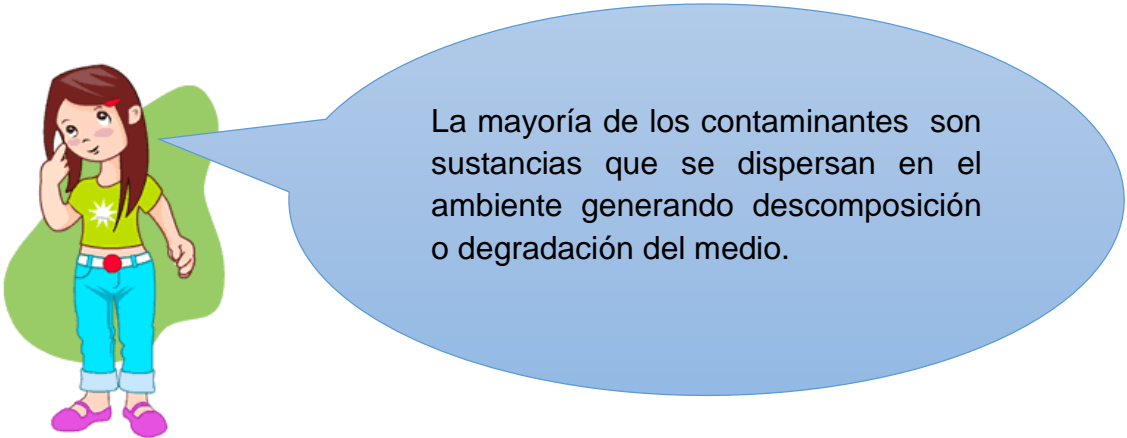 La mayoría de los contaminantes son
sustancias que se dispersan en el
ambiente generando descomposición
o degradación del medio.